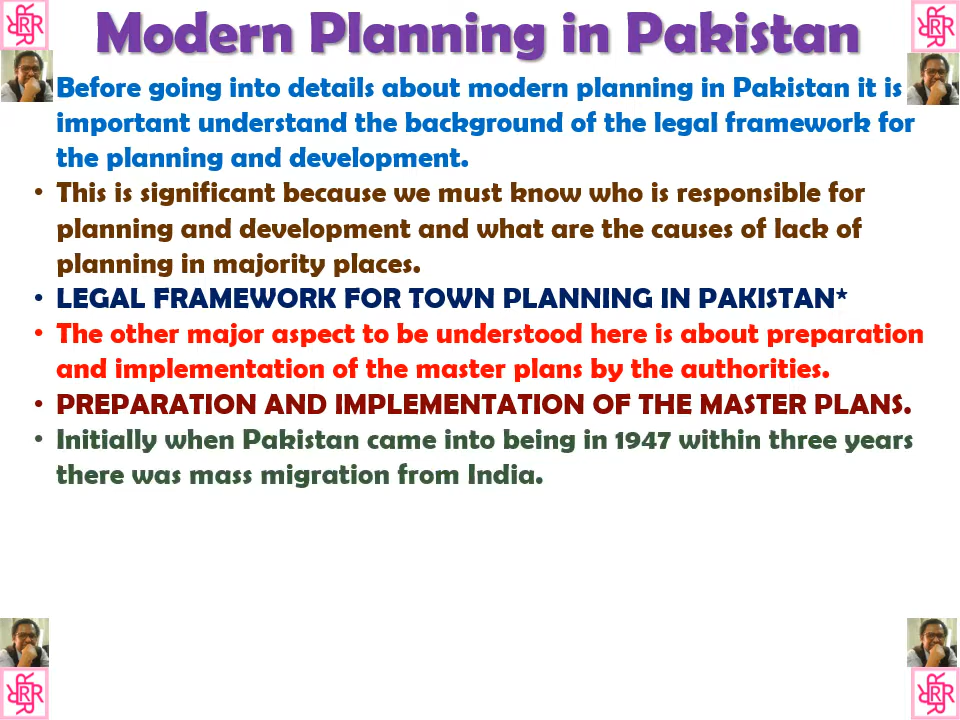 Modern Planning in Pakistan
Before going into details about modern planning in Pakistan it is
important understand the background of the legal framework for
the planning and development.
• This is significant because we must know who is responsible for
planning and development and what are the causes of lack of
planning in majority places.
• LEGAL FRAMEWORK FOR TOWN PLANNING IN PAKISTAN*
• The other major aspect to be understood here is about preparation
and implementation of the master plans by the authorities.
• PREPARATION AND IMPLEMENTATION OF THE MASTER PLANS.
• Initially when Pakistan came into being in 1947 within three years
there was mass migration from India.